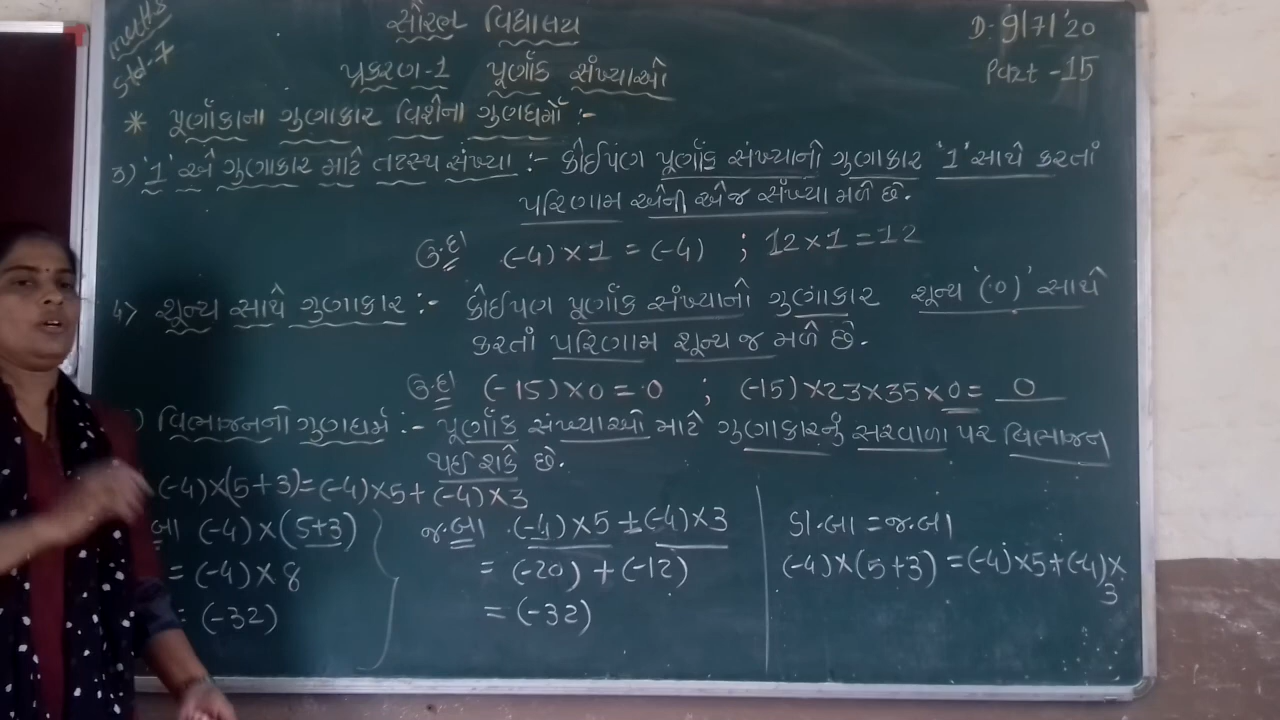 maths
Std-7
સૌરભ વિદ્યાલય
D-9/7/'20
પ્રકરણ-1 પૂર્ણાંક સંખ્યાઓ
Part-15
* પૂર્ણાંકોના ગુણાકાર વિશેના ગુણધર્મો :-
3) '1' એ ગુણાકાર માટે તટસ્થ સંખ્યા :- કોઈપણ પૂર્ણાંક સંખ્યાનો ગુણાકાર '1' સાથે કરતાં
પરિણામ એની એજ સંખ્યા મળે છે.
ઉ.દા (-4)×1 = (-4) ; 12×1=12
4) શૂન્ય સાથે ગુણાકાર :- કોઈપણ પૂર્ણાંક સંખ્યાનો ગુણાંકાર શૂન્ય '(0)' સાથે
કરતાં પરિણામ શૂન્ય જ મળે છે.
ઉ.દા (-15)×0=0 ; (-15)×23×35×0= 0
) વિભાજનનો ગુણધર્મ :- પૂર્ણાંક સંખ્યાઓ માટે ગુણાકારનું સરવાળા પર વિભાજન
થઈ શકે છે.
(-4)×(5+3)=(-4)×5+(-4)×3
બા (-4)×(5+3)
= (-4)×8
= (-32)
જ.બા (-4)×5+(-4)×3
= (-20)+(-12)
= (-32)
ડા.બા = જ.બા
(-4)×(5+3)=(-4)×5+(-4)×
3